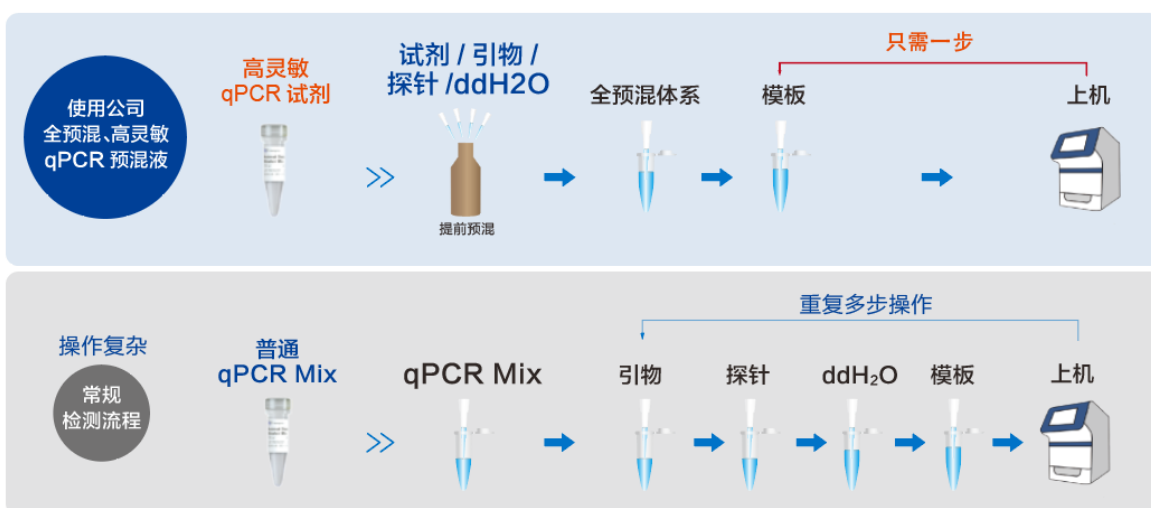 使用公司
全预混、高灵敏
qPCR 预混液
高灵敏
qPCR 试剂
试剂 / 引物 /
探针 /ddH2O
提前预混
全预混体系
只需一步
模板
上机
操作复杂
常规
检测流程
普通
qPCR Mix
qPCR Mix
重复多步操作
引物
探针
ddH₂O
模板
上机